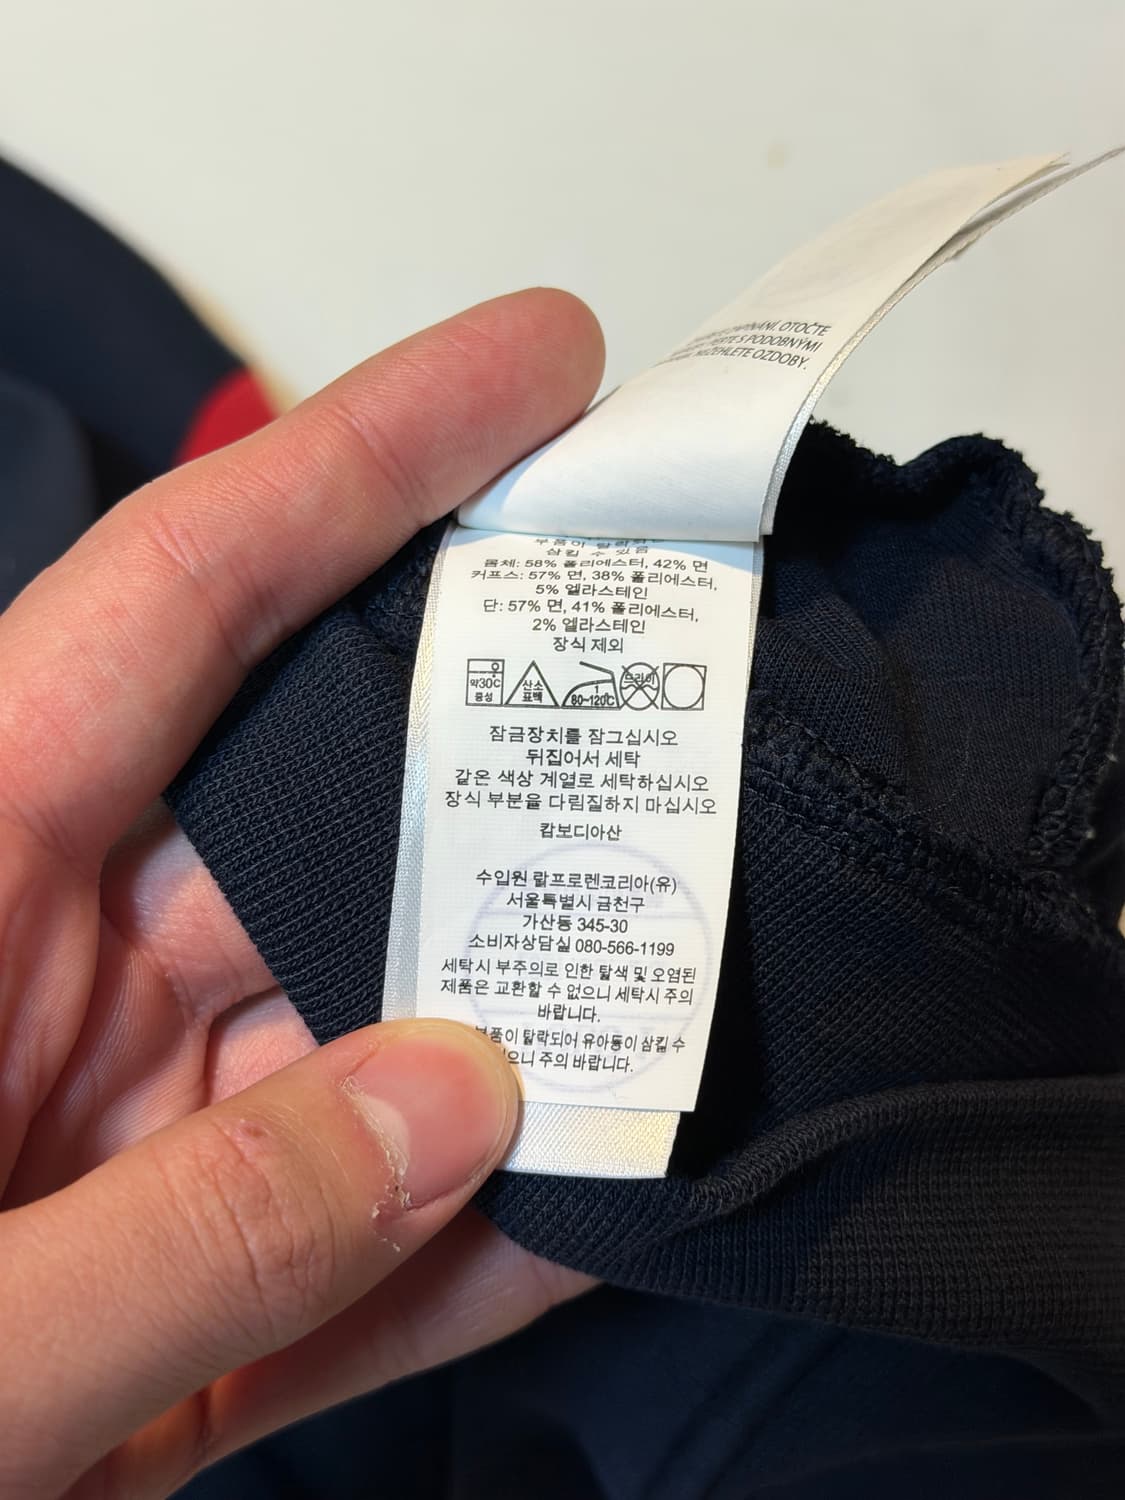 OTOČTE
S PODOBNÝMI
NEŽEHLETE OZDOBY.
부품이 탈락되면
삼킬 수 있음
몸체: 58% 폴리에스터, 42% 면
커프스: 57% 면, 38% 폴리에스터,
5% 엘라스테인
단: 57% 면, 41% 폴리에스터,
2% 엘라스테인
장식 제외
약30℃
중성
산소
표백
80~120℃
드라이
잠금장치를 잠그십시오
뒤집어서 세탁
같은 색상 계열로 세탁하십시오
장식 부분을 다림질하지 마십시오
캄보디아산
수입원 랄프로렌코리아(유)
서울특별시 금천구
가산동 345-30
소비자상담실 080-566-1199
세탁시 부주의로 인한 탈색 및 오염된
제품은 교환할 수 없으니 세탁시 주의
바랍니다.
부품이 탈락되어 유아등이 삼킬 수
있으니 주의 바랍니다.